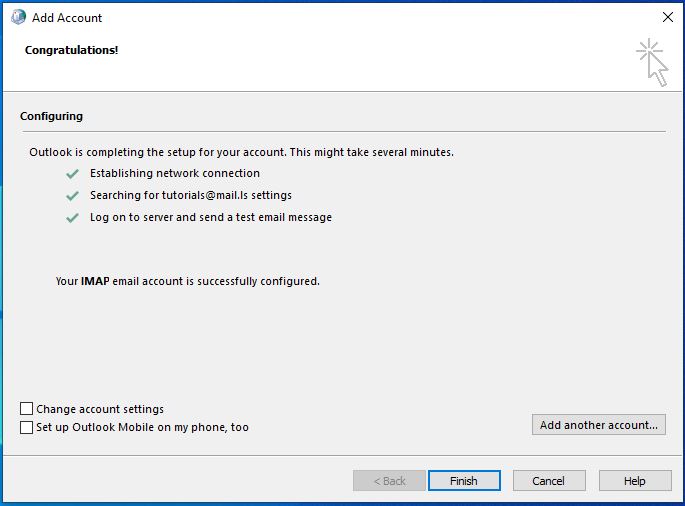 Add Account
Congratulations!
Configuring
Outlook is completing the setup for your account. This might take several minutes.
Establishing network connection
Searching for tutorials@mail.ls settings
Log on to server and send a test email message
Your IMAP email account is successfully configured.
Change account settings
Set up Outlook Mobile on my phone, too
Add another account...
< Back
Finish
Cancel
Help